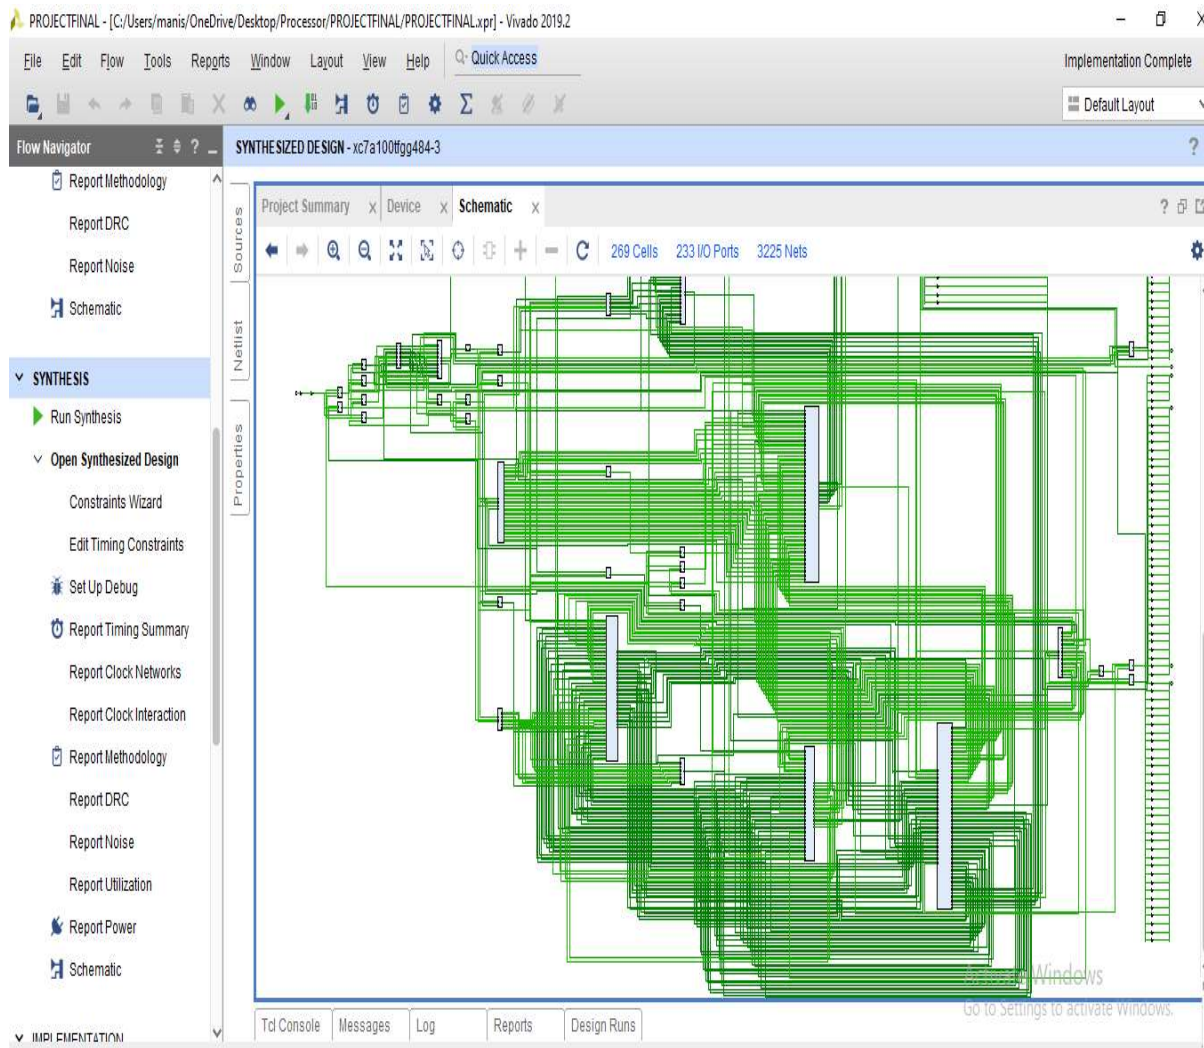 PROJECTFINAL - [C:/Users/manis/OneDrive/Desktop/Processor/PROJECTFINAL/PROJECTFINAL.xpr] - Vivado 2019.2
File Edit Flow Tools Reports Window Layout View Help Quick Access
Implementation Complete
Default Layout
Flow Navigator
SYNTHESIZED DESIGN - xc7a100tfgg484-3
Report Methodology
Report DRC
Report Noise
Schematic
SYNTHESIS
Run Synthesis
Open Synthesized Design
Constraints Wizard
Edit Timing Constraints
Set Up Debug
Report Timing Summary
Report Clock Networks
Report Clock Interaction
Report Methodology
Report DRC
Report Noise
Report Utilization
Report Power
Schematic
IMPLEMENTATION
Sources
Netlist
Properties
Project Summary Device Schematic
269 Cells 233 I/O Ports 3225 Nets
Activate Windows
Go to Settings to activate Windows.
Tcl Console Messages Log Reports Design Runs